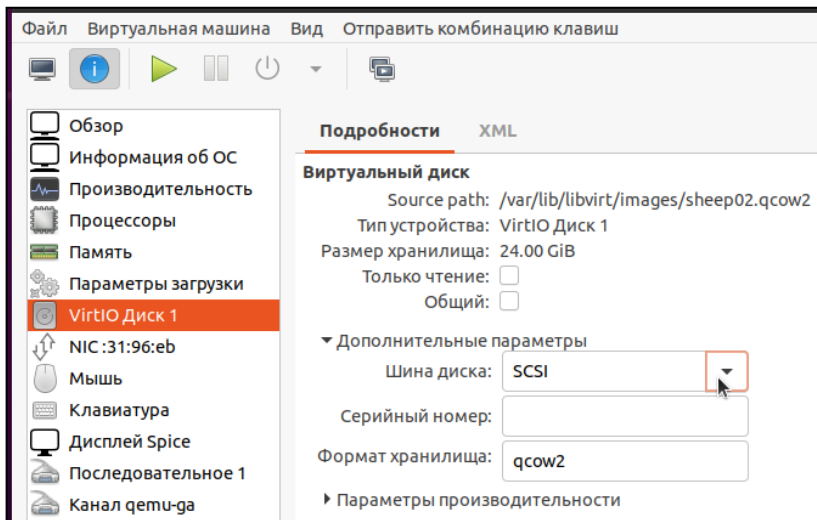 Файл Виртуальная машина Вид Отправить комбинацию клавиш
Обзор
Информация об ОС
Производительность
Процессоры
Память
Параметры загрузки
VirtIO Диск 1
NIC :31:96:eb
Мышь
Клавиатура
Дисплей Spice
Последовательное 1
Канал qemu-ga
Подробности XML
Виртуальный диск
Source path: /var/lib/libvirt/images/sheep02.qcow2
Тип устройства: VirtIO Диск 1
Размер хранилища: 24.00 GiB
Только чтение:
Общий:
Дополнительные параметры
Шина диска: SCSI
Серийный номер:
Формат хранилища: qcow2
Параметры производительности